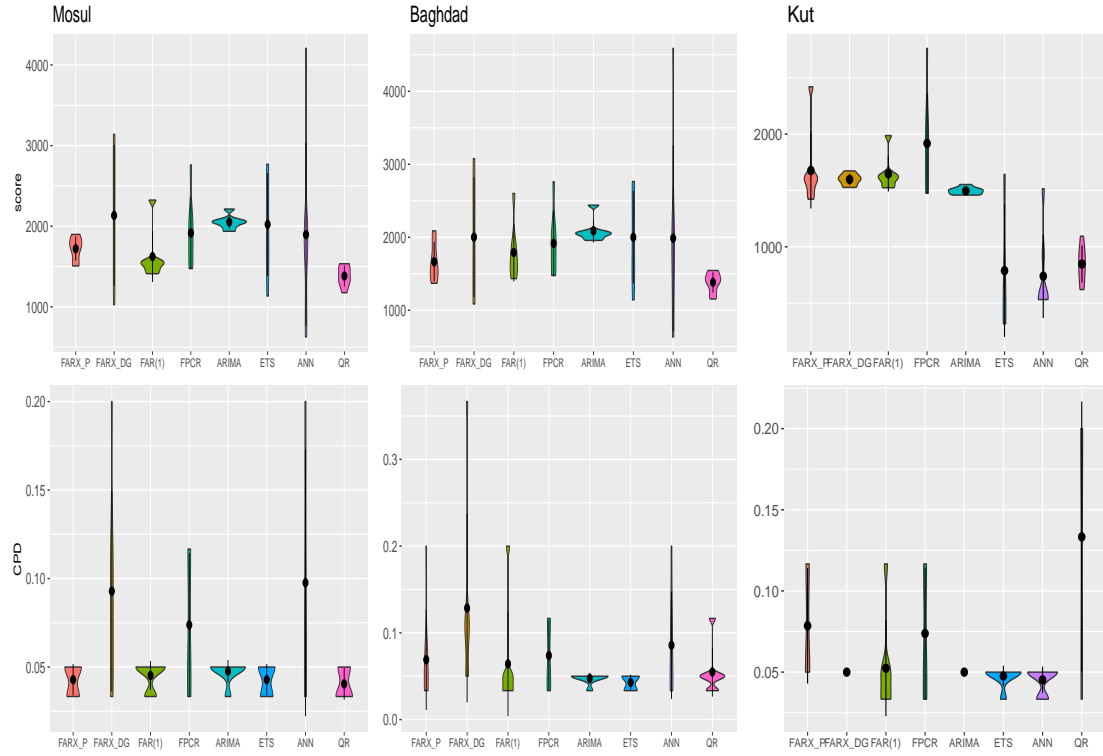 Mosul
Baghdad
Kut
score
4000
3000
2000
1000
4000
3000
2000
1000
2000
1000
FARX_P FARX_DG FAR(1) FPCR ARIMA ETS ANN QR
FARX_P FARX_DG FAR(1) FPCR ARIMA ETS ANN QR
FARX_PFARX_DG FAR(1) FPCR ARIMA ETS ANN QR
CPD
0.20
0.15
0.10
0.05
0.3
0.2
0.1
0.0
0.20
0.15
0.10
0.05
FARX_P FARX_DG FAR(1) FPCR ARIMA ETS ANN QR
FARX_P FARX_DG FAR(1) FPCR ARIMA ETS ANN QR
FARX_PFARX_DG FAR(1) FPCR ARIMA ETS ANN QR